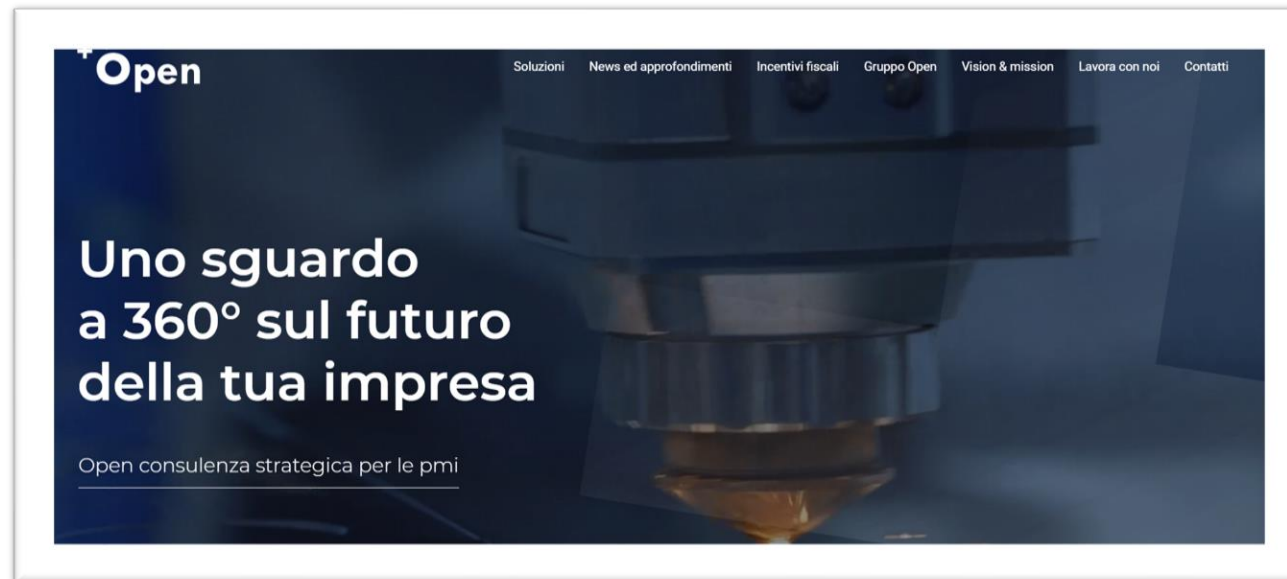 +Open
Soluzioni News ed approfondimenti Incentivi fiscali Gruppo Open Vision & mission Lavora con noi Contatti
Uno sguardo
a 360° sul futuro
della tua impresa
Open consulenza strategica per le pmi